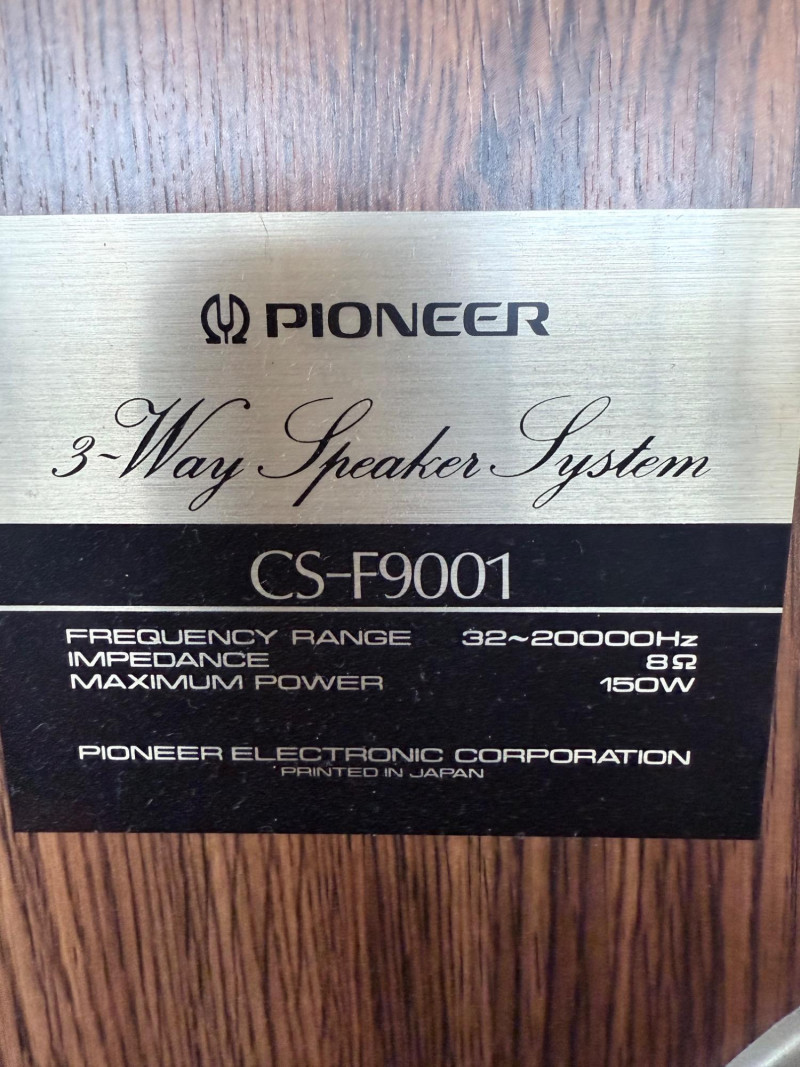 PIONEER
3-Way Speaker System
CS-F9001
FREQUENCY RANGE 32~20000Hz
IMPEDANCE 8Ω
MAXIMUM POWER 150W
PIONEER ELECTRONIC CORPORATION
PRINTED IN JAPAN